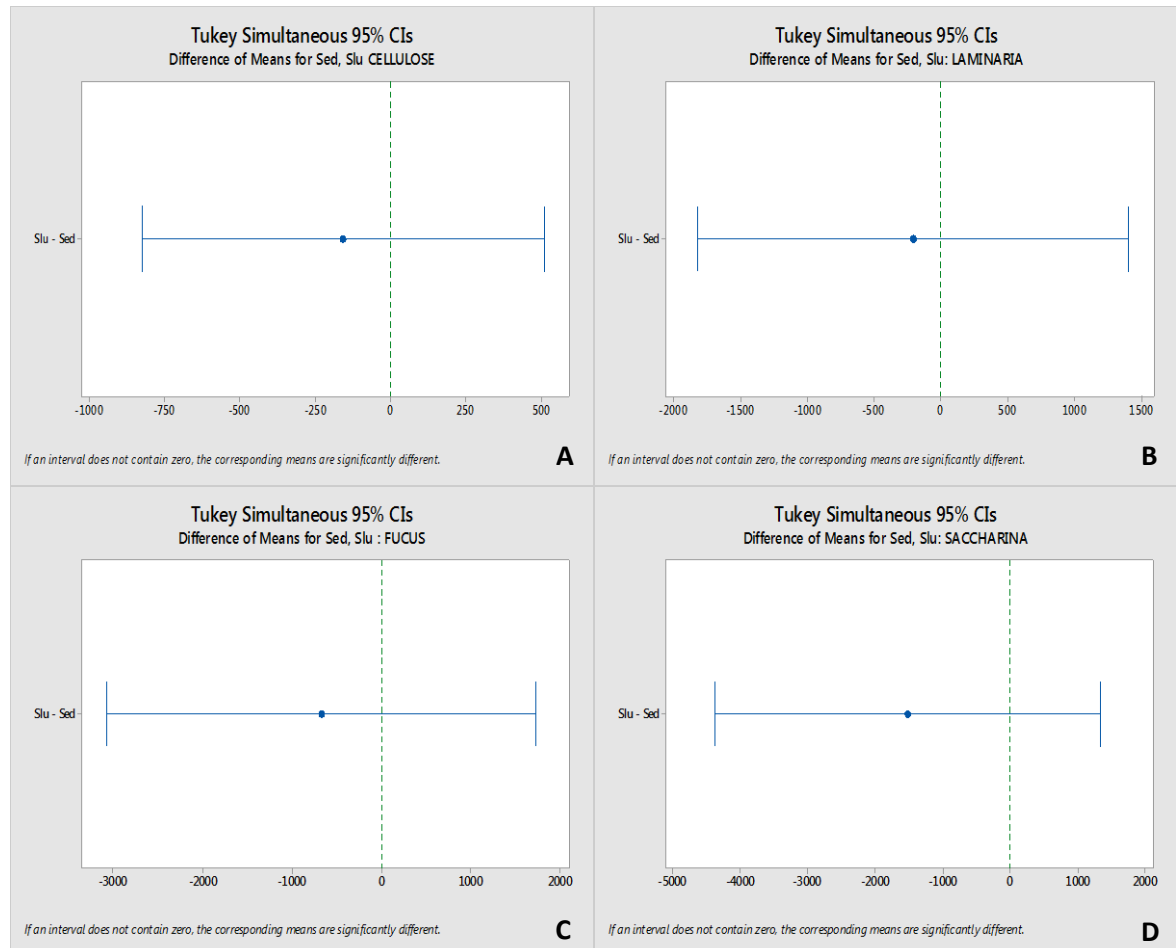 Tukey Simultaneous 95% CIs
Difference of Means for Sed, Slu CELLULOSE
Slu - Sed
-1000 -750 -500 -250 0 250 500
If an interval does not contain zero, the corresponding means are significantly different.
A
Tukey Simultaneous 95% CIs
Difference of Means for Sed, Slu: LAMINARIA
Slu - Sed
-2000 -1500 -1000 -500 0 500 1000 1500
If an interval does not contain zero, the corresponding means are significantly different.
B
Tukey Simultaneous 95% CIs
Difference of Means for Sed, Slu : FUCUS
Slu - Sed
-3000 -2000 -1000 0 1000 2000
If an interval does not contain zero, the corresponding means are significantly different.
C
Tukey Simultaneous 95% CIs
Difference of Means for Sed, Slu: SACCHARINA
Slu - Sed
-5000 -4000 -3000 -2000 -1000 0 1000 2000
If an interval does not contain zero, the corresponding means are significantly different.
D